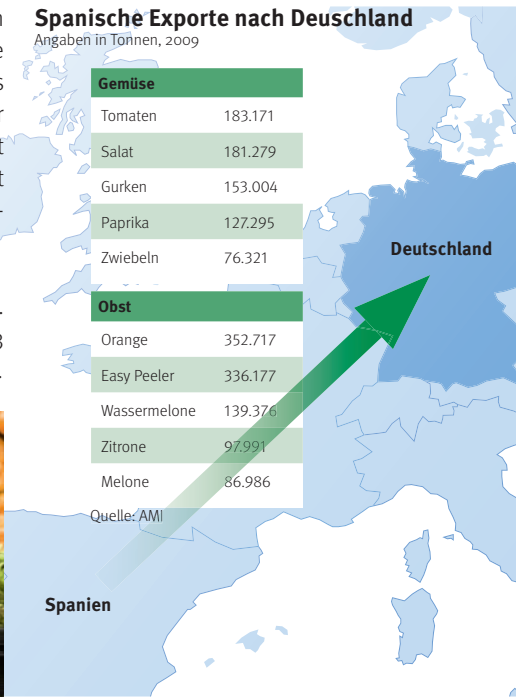 Spanische Exporte nach Deuschland
Angaben in Tonnen, 2009
Gemüse
Tomaten 183.171
Salat 181.279
Gurken 153.004
Paprika 127.295
Zwiebeln 76.321
Obst
Orange 352.717
Easy Peeler 336.177
Wassermelone 139.376
Zitrone 97.991
Melone 86.986
Quelle: AMI
Deutschland
Spanien